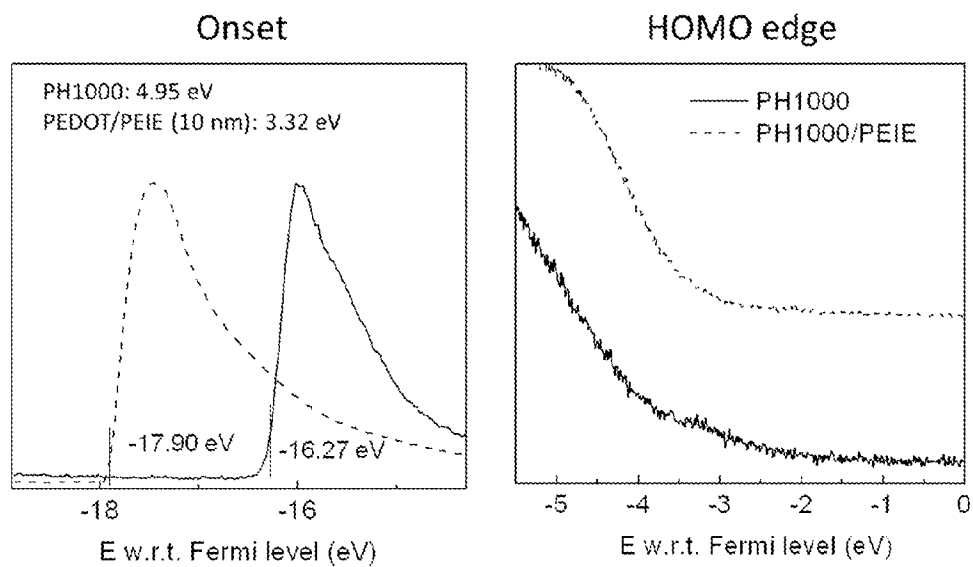 Onset
PH1000: 4.95 eV
PEDOT/PEIE (10 nm): 3.32 eV
-17.90 eV
-16.27 eV
-18
-16
E w.r.t. Fermi level (eV)
HOMO edge
PH1000
PH1000/PEIE
-5
-4
-3
-2
-1
0
E w.r.t. Fermi level (eV)